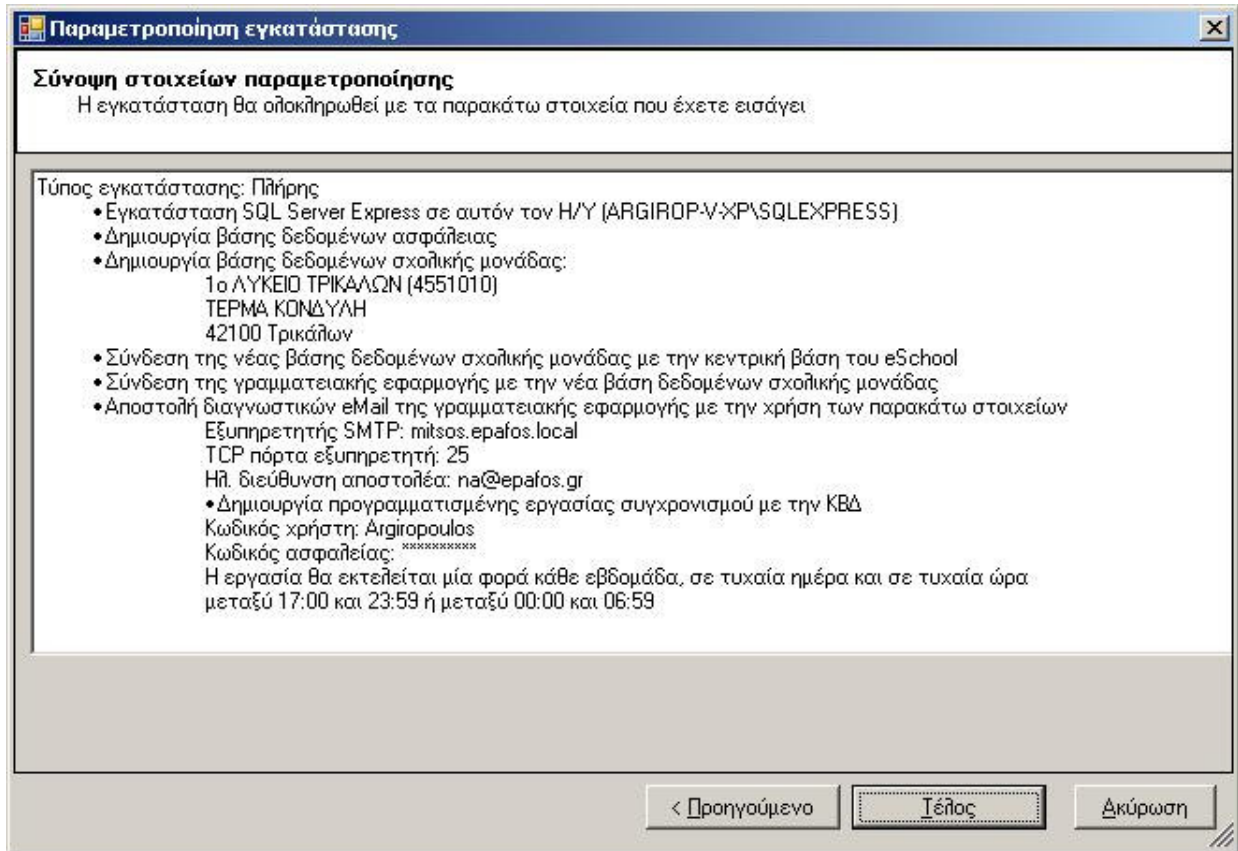 Παραμετροποίηση εγκατάστασης
Σύνοψη στοιχείων παραμετροποίησης
Η εγκατάσταση θα ολοκληρωθεί με τα παρακάτω στοιχεία που έχετε εισάγει
Τύπος εγκατάστασης: Πλήρης
•Εγκατάσταση SQL Server Express σε αυτόν τον Η/Υ (ARGIROP-V-XP\SQLEXPRESS)
•Δημιουργία βάσης δεδομένων ασφάλειας
•Δημιουργία βάσης δεδομένων σχολικής μονάδας:
1ο ΛΥΚΕΙΟ ΤΡΙΚΑΛΩΝ (4551010)
ΤΕΡΜΑ ΚΟΝΔΥΛΗ
42100 Τρικάλων
•Σύνδεση της νέας βάσης δεδομένων σχολικής μονάδας με την κεντρική βάση του eSchool
•Σύνδεση της γραμματειακής εφαρμογής με την νέα βάση δεδομένων σχολικής μονάδας
•Αποστολή διαγνωστικών eMail της γραμματειακής εφαρμογής με την χρήση των παρακάτω στοιχείων
Εξυπηρετητής SMTP: mitsos.epafos.local
TCP πόρτα εξυπηρετητή: 25
Ηλ. διεύθυνση αποστολέα: na@epafos.gr
•Δημιουργία προγραμματισμένης εργασίας συγχρονισμού με την ΚΒΔ
Κωδικός χρήστη: Argiropoulos
Κωδικός ασφαλείας: **********
Η εργασία θα εκτελείται μία φορά κάθε εβδομάδα, σε τυχαία ημέρα και σε τυχαία ώρα
μεταξύ 17:00 και 23:59 ή μεταξύ 00:00 και 06:59
< Προηγούμενο Τέλος Ακύρωση